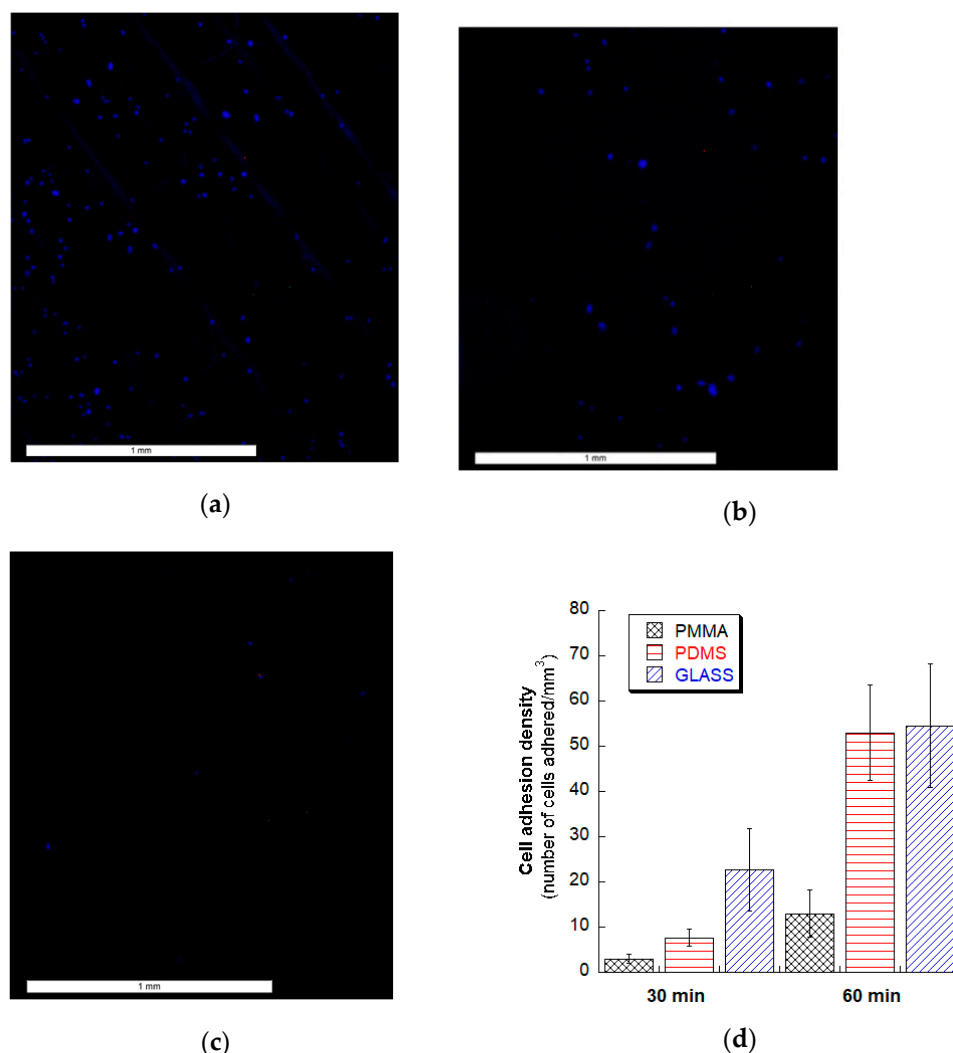 1 mm
(a)
1 mm
(b)
1 mm
(c)
Cell adhesion density
(number of cells adhered/mm³)
80
70
60
50
40
30
20
10
0
PMMA
PDMS
GLASS
30 min
60 min
(d)